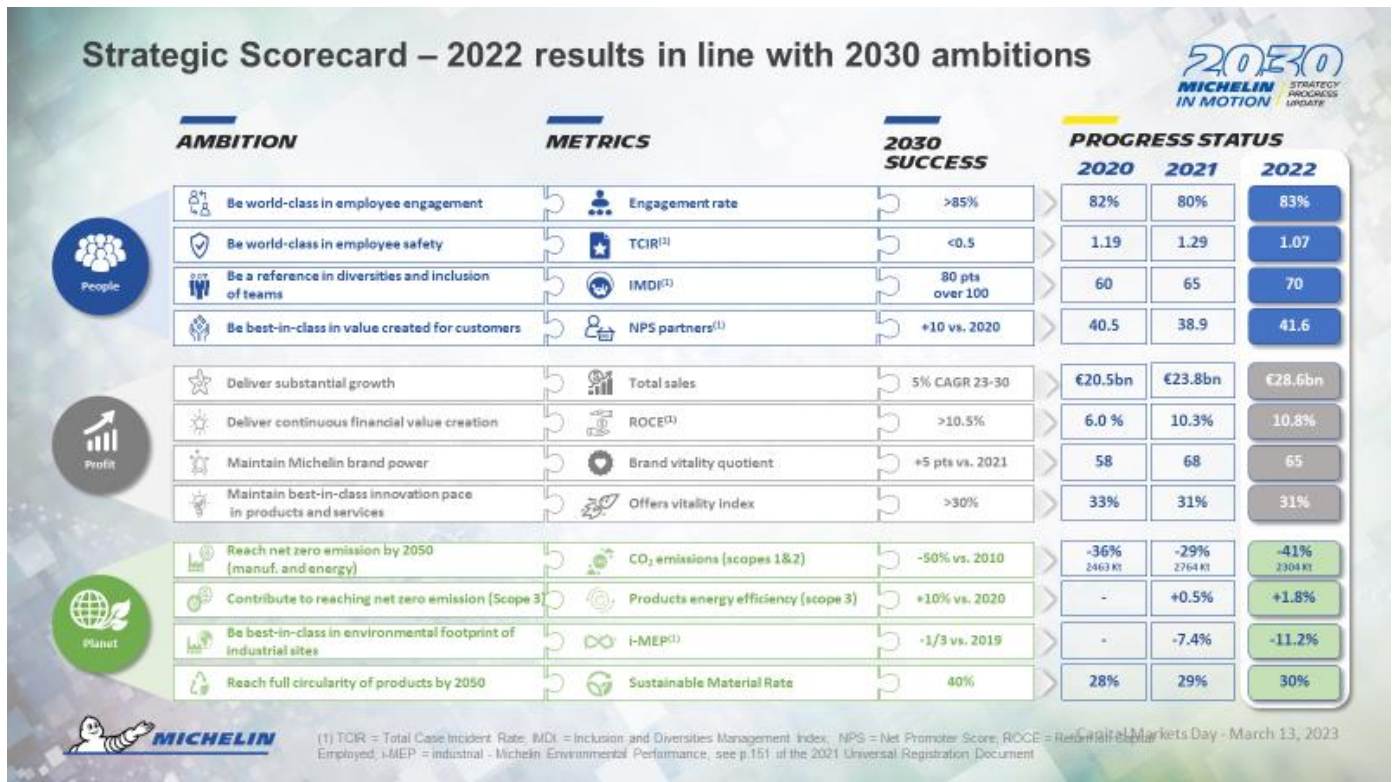 Strategic Scorecard – 2022 results in line with 2030 ambitions
2030
MICHELIN IN MOTION
STRATEGY PROGRESS UPDATE
AMBITION METRICS 2030 SUCCESS PROGRESS STATUS
2020 2021 2022
People
Be world-class in employee engagement Engagement rate >85% 82% 80% 83%
Be world-class in employee safety TCIR(1) <0.5 1.19 1.29 1.07
Be a reference in diversities and inclusion of teams IMDI(1) 80 pts over 100 60 65 70
Be best-in-class in value created for customers NPS partners(1) +10 vs. 2020 40.5 38.9 41.6
Profit
Deliver substantial growth Total sales 5% CAGR 23-30 €20.5bn €23.8bn €28.6bn
Deliver continuous financial value creation ROCE(1) >10.5% 6.0 % 10.3% 10.8%
Maintain Michelin brand power Brand vitality quotient +5 pts vs. 2021 58 68 65
Maintain best-in-class innovation pace in products and services Offers vitality index >30% 33% 31% 31%
Planet
Reach net zero emission by 2050 (manuf. and energy) CO₂ emissions (scopes 1&2) -50% vs. 2010 -36% 2463 Kt -29% 2764 Kt -41% 2304 Kt
Contribute to reaching net zero emission (Scope 3) Products energy efficiency (scope 3) +10% vs. 2020 - +0.5% +1.8%
Be best-in-class in environmental footprint of industrial sites i-MEP(1) -1/3 vs. 2019 - -7.4% -11.2%
Reach full circularity of products by 2050 Sustainable Material Rate 40% 28% 29% 30%
MICHELIN
(1) TCIR = Total Case Incident Rate, IMDI = Inclusion and Diversities Management Index, NPS = Net Promoter Score, ROCE = Return on Capital
Employed, i-MEP = industrial - Michelin Environmental Performance, see p.151 of the 2021 Universal Registration Document
Capital Markets Day - March 13, 2023